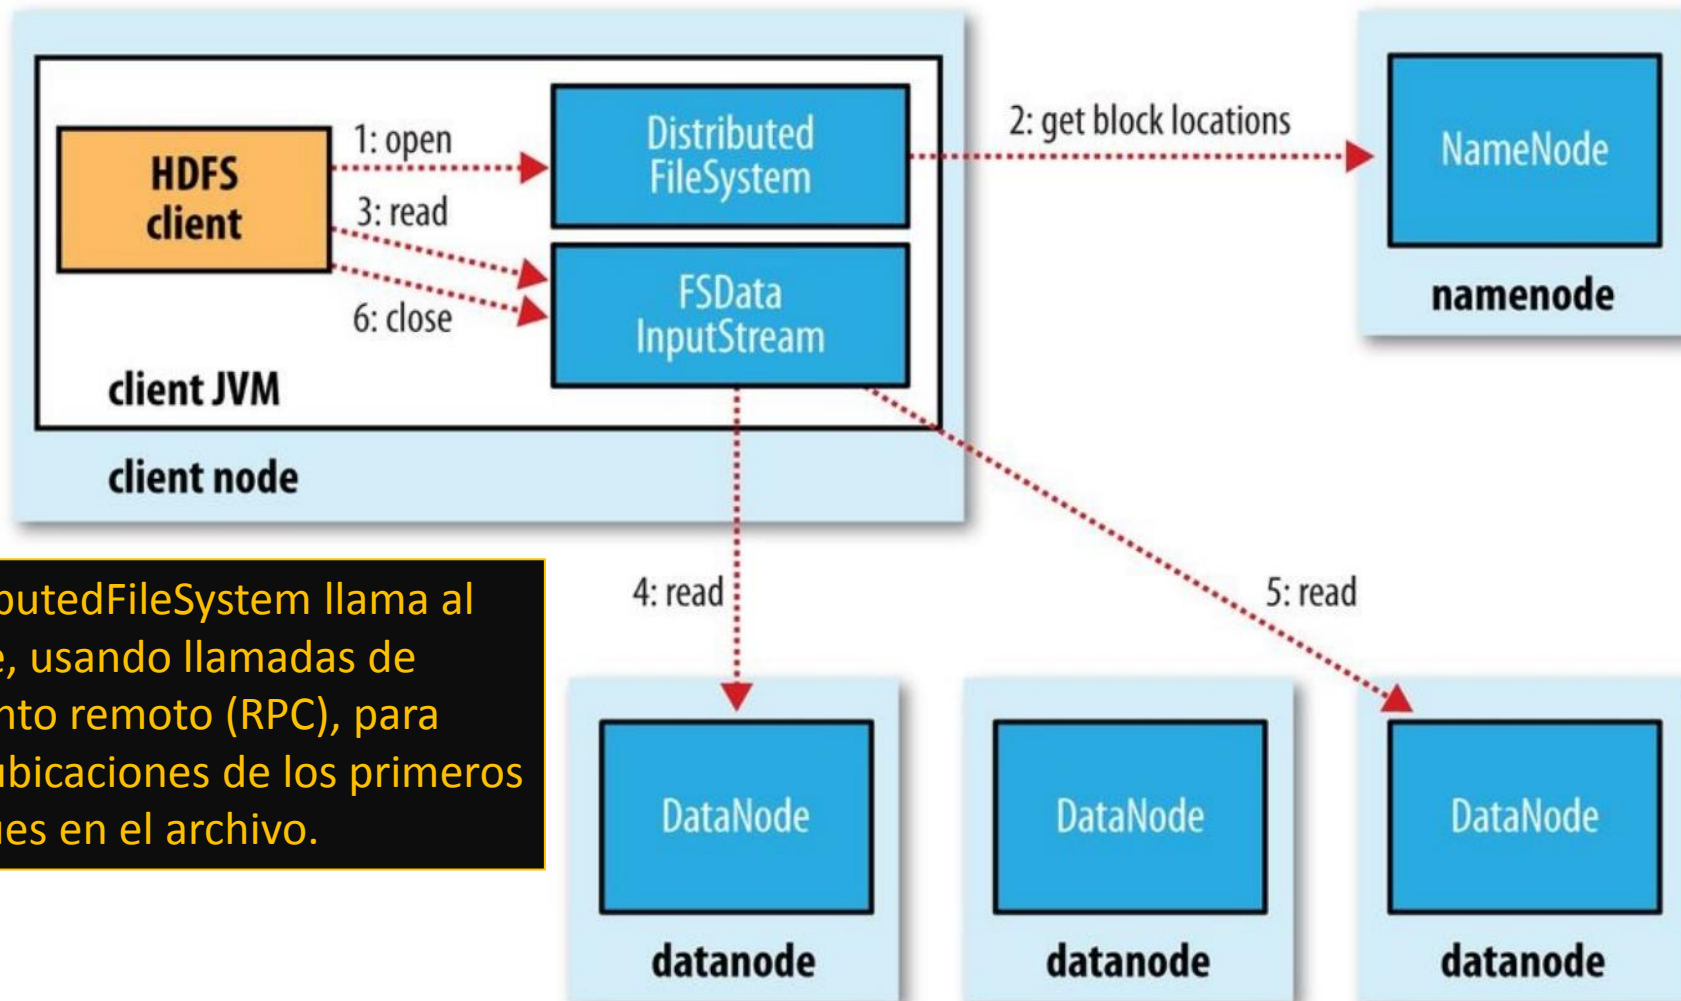 1: open
Distributed
FileSystem
2: get block locations
NameNode
HDFS
client
3: read
6: close
FSData
InputStream
namenode
client JVM
client node
butedFileSystem llama al
e, usando llamadas de
nto remoto (RPC), para
ubicaciones de los primeros
ues en el archivo.
4: read
5: read
DataNode
DataNode
DataNode
datanode
datanode
datanode